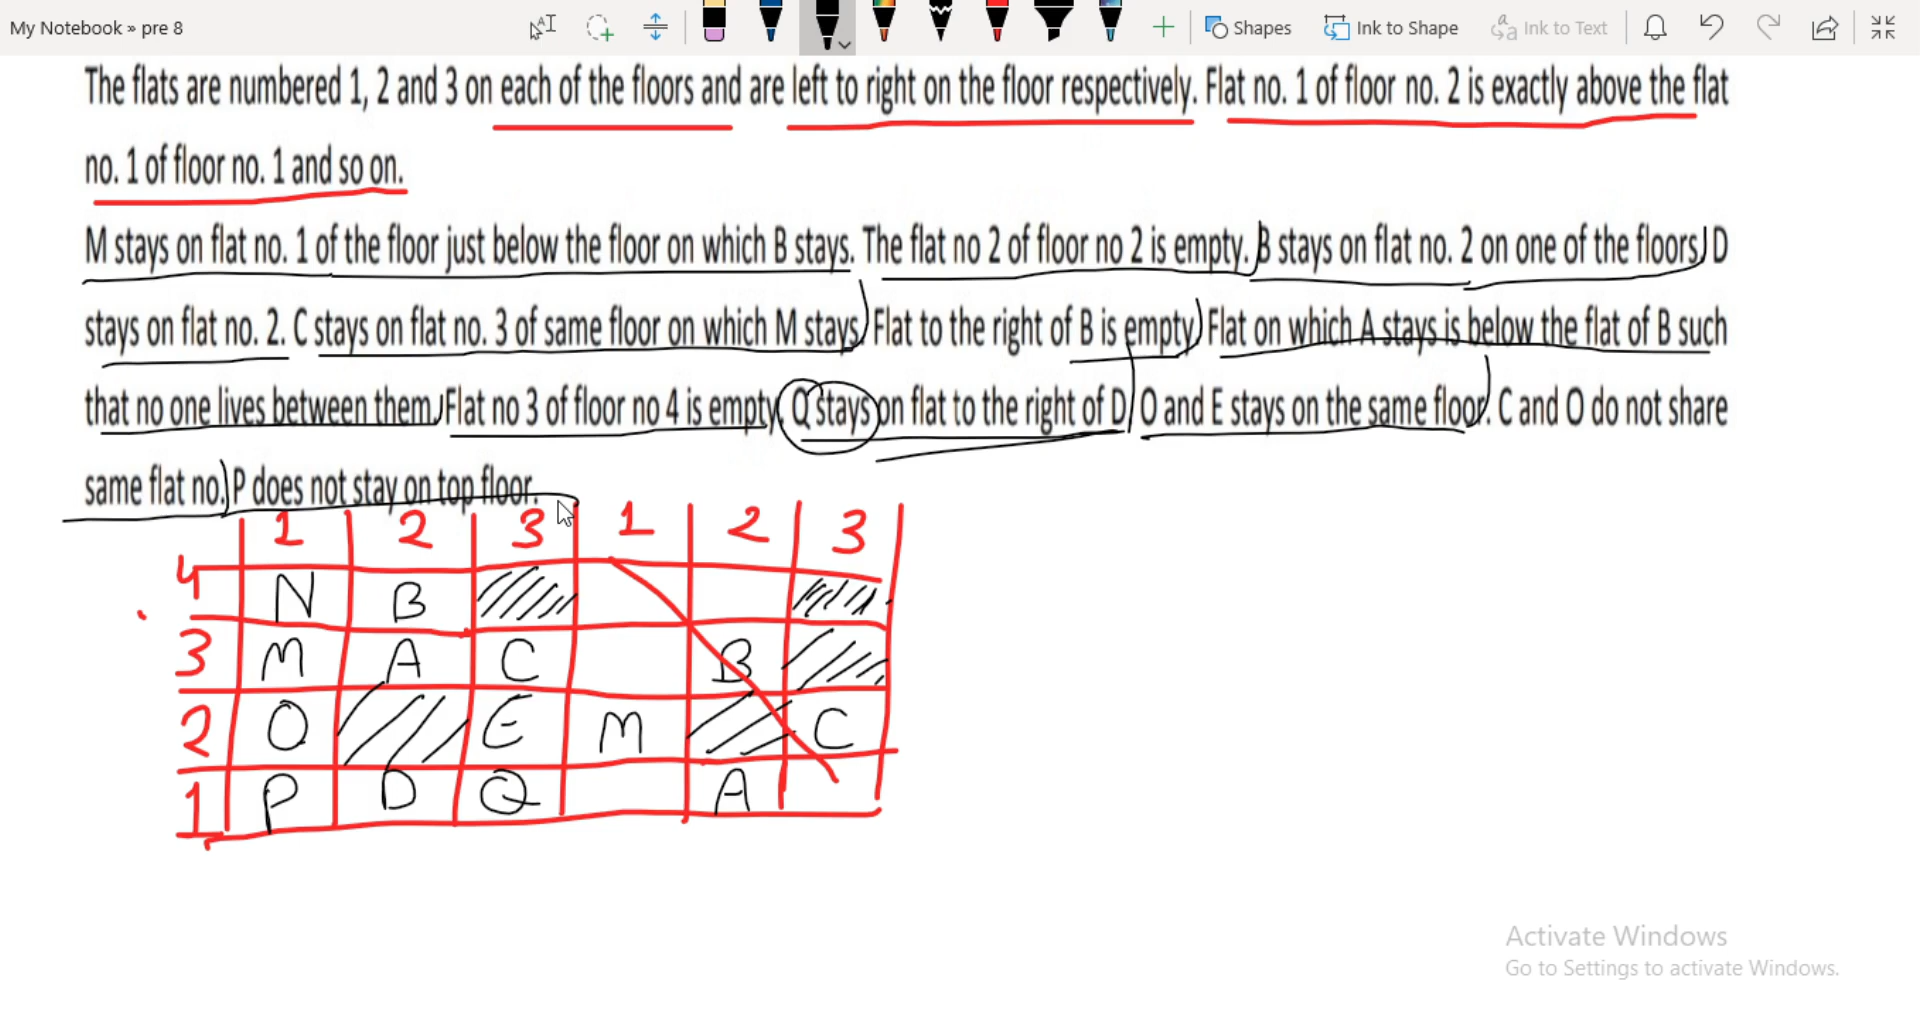 My Notebook » pre 8
Shapes
Ink to Shape
Ink to Text
The flats are numbered 1, 2 and 3 on each of the floors and are left to right on the floor respectively. Flat no. 1 of floor no. 2 is exactly above the flat
no. 1 of floor no. 1 and so on.
M stays on flat no. 1 of the floor just below the floor on which B stays. The flat no 2 of floor no 2 is empty. B stays on flat no. 2 on one of the floors. D
stays on flat no. 2. C stays on flat no. 3 of same floor on which M stays. Flat to the right of B is empty. Flat on which A stays is below the flat of B such
that no one lives between them. Flat no 3 of floor no 4 is empty. Q stays on flat to the right of D. O and E stays on the same floor. C and O do not share
same flat no. P does not stay on top floor.
1 2 3 1 2 3
4 N B
3 M A C B
2 O E M C
1 P D Q A
Activate Windows
Go to Settings to activate Windows.